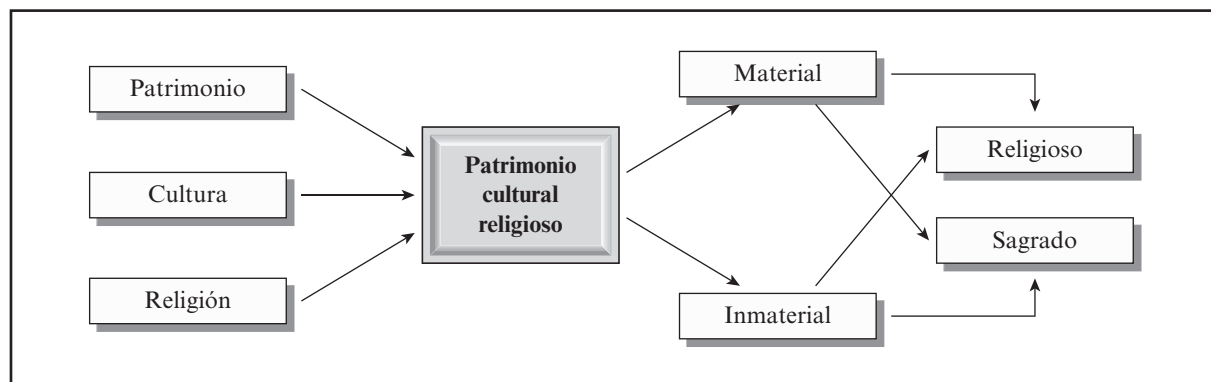 Patrimonio
Cultura
Religión
Patrimonio
cultural
religioso
Material
Inmaterial
Religioso
Sagrado